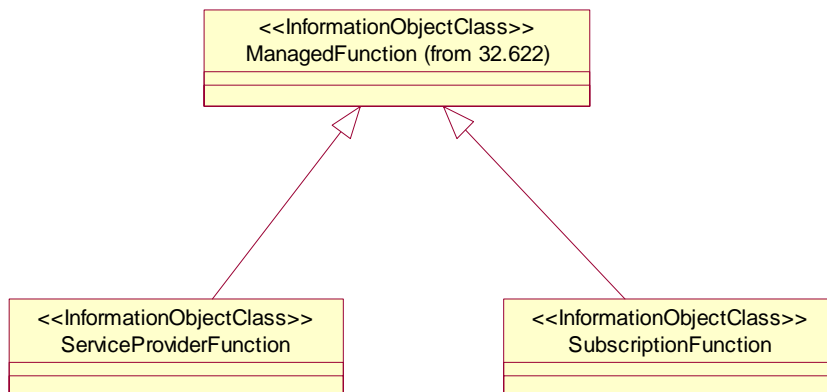 <<InformationObjectClass>>
ManagedFunction (from 32.622)
<<InformationObjectClass>>
ServiceProviderFunction
<<InformationObjectClass>>
SubscriptionFunction